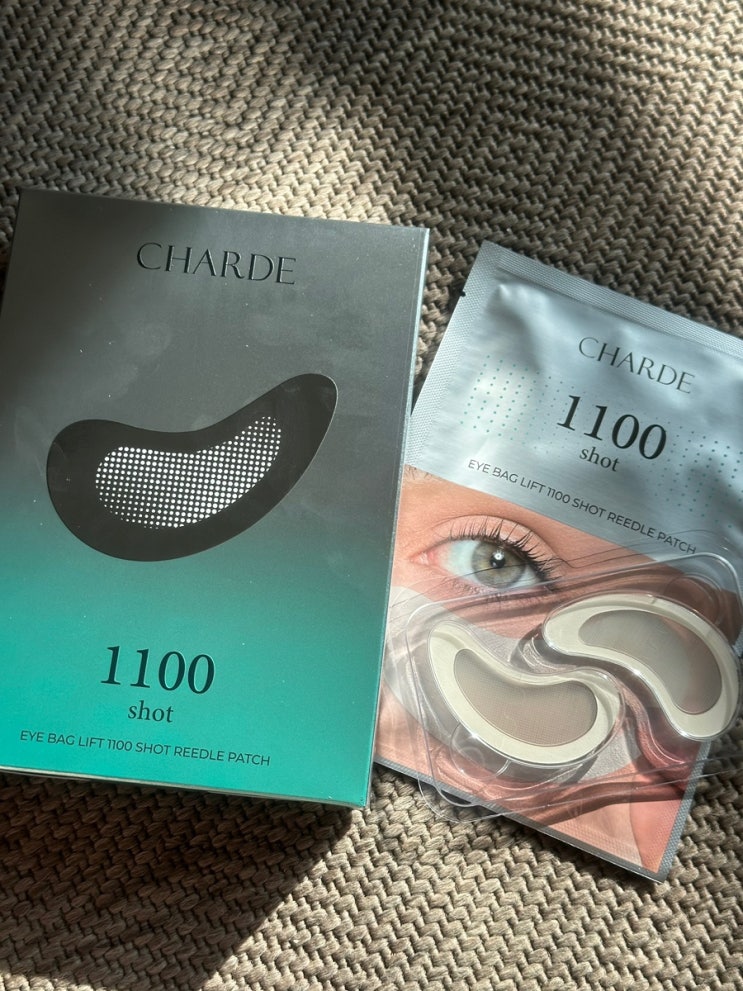 CHARDE
1100
shot
EYE BAG LIFT 1100 SHOT REEDLE PATCH
CHARDE
1100
shot
EYE BAG LIFT 1100 SHOT REEDLE PATCH